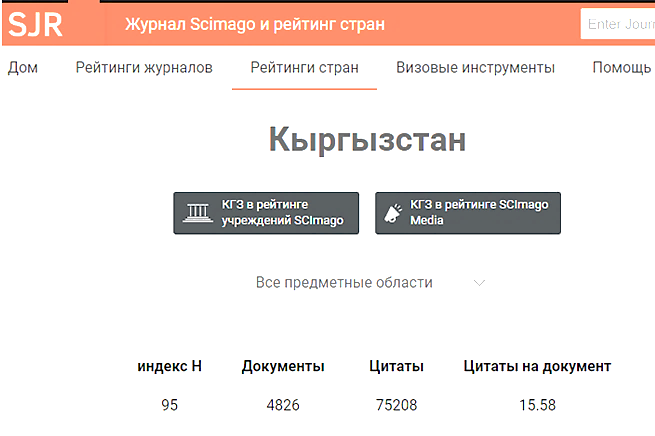 SJR Журнал Scimago и рейтинг стран Enter Journ
Дом Рейтинги журналов Рейтинги стран Визовые инструменты Помощь
Кыргызстан
КГЗ в рейтинге
учреждений SCImago
КГЗ в рейтинге SCImago
Media
Все предметные области
индекс H Документы Цитаты Цитаты на документ
95 4826 75208 15.58